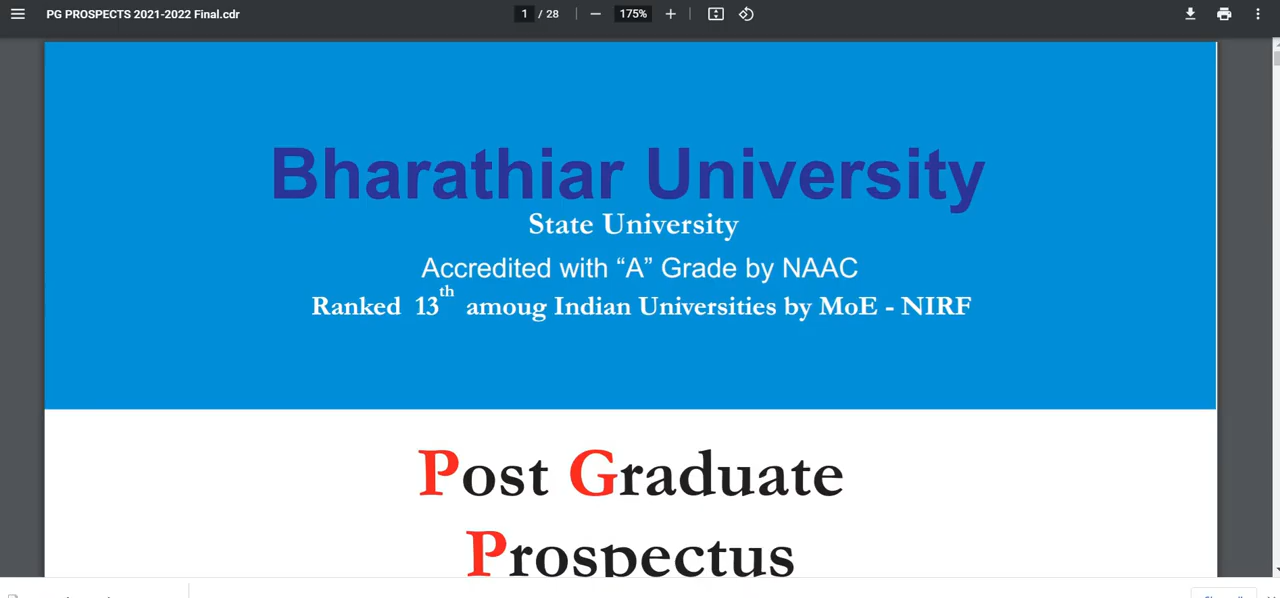 PG PROSPECTS 2021-2022 Final.cdr
1 / 28
175%
Bharathiar University
State University
Accredited with “A” Grade by NAAC
Ranked 13th amoug Indian Universities by MoE - NIRF
Post Graduate
Prospectus